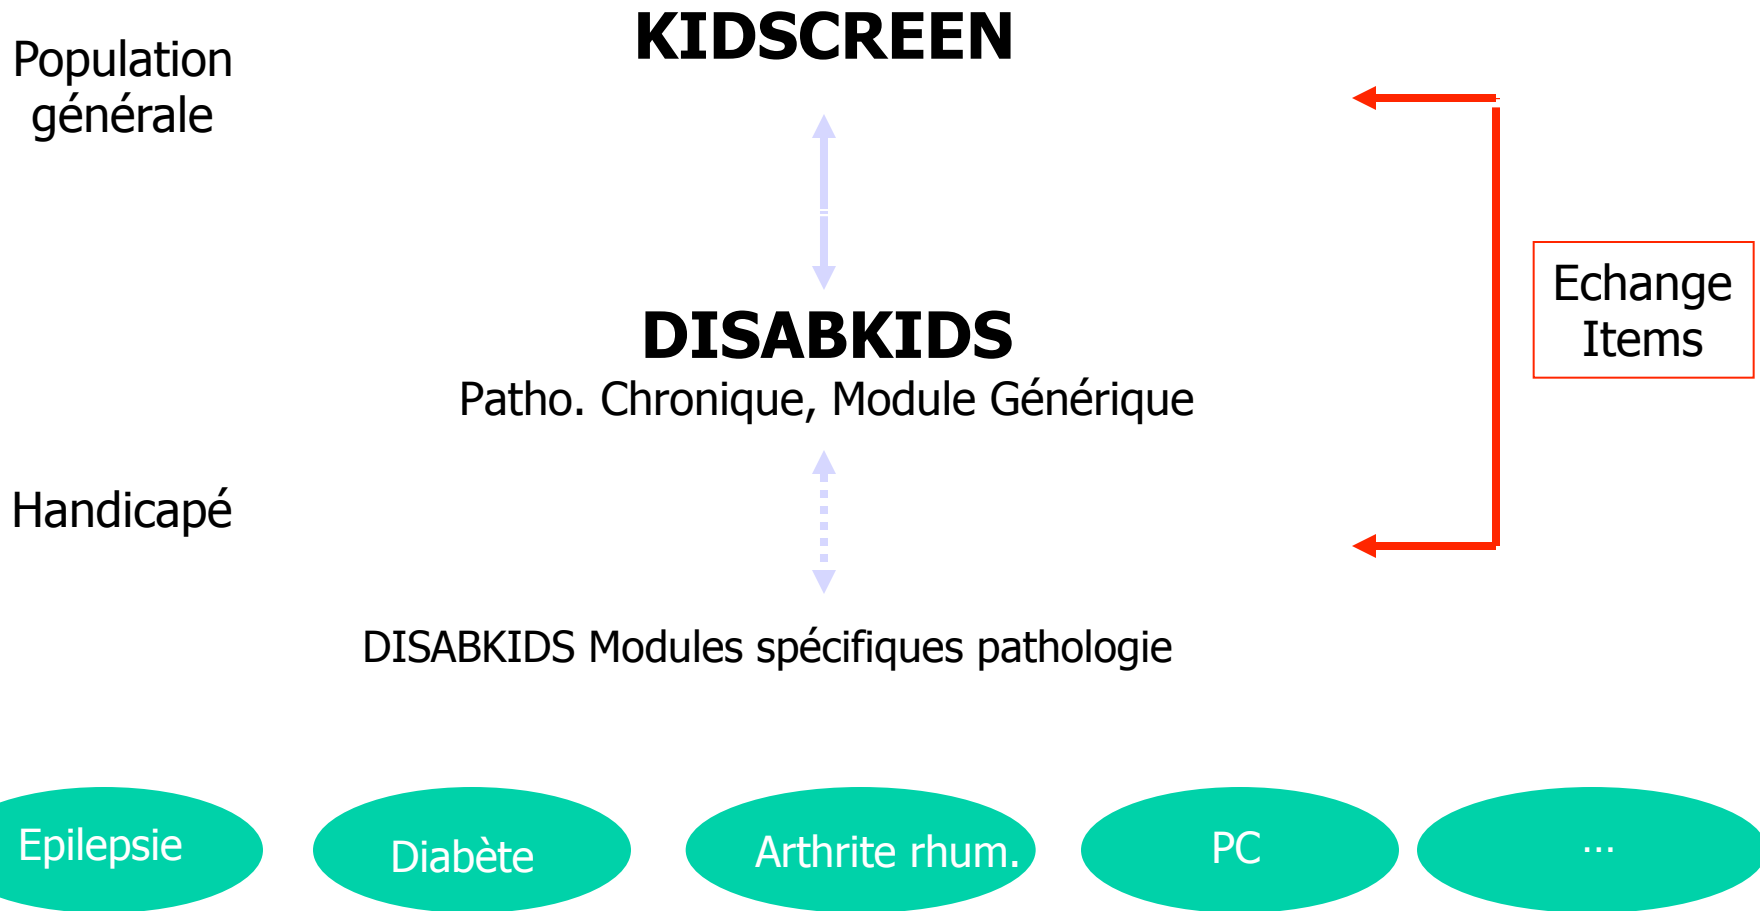 KIDSCREEN
Population
générale
Echange
Items
DISABKIDS
Patho. Chronique, Module Générique
Handicapé
DISABKIDS Modules spécifiques pathologie
Epilepsie
Diabète
Arthrite rhum.
PC
...